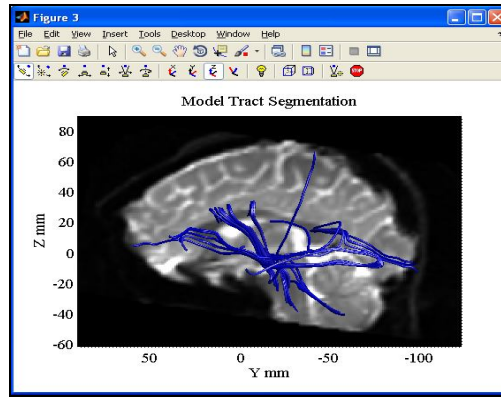 Figure 3
File Edit View Insert Tools Desktop Window Help
STOP
Model Tract Segmentation
80
60
40
20
0
-20
-40
-60
Z mm
50 0 -50 -100
Y mm